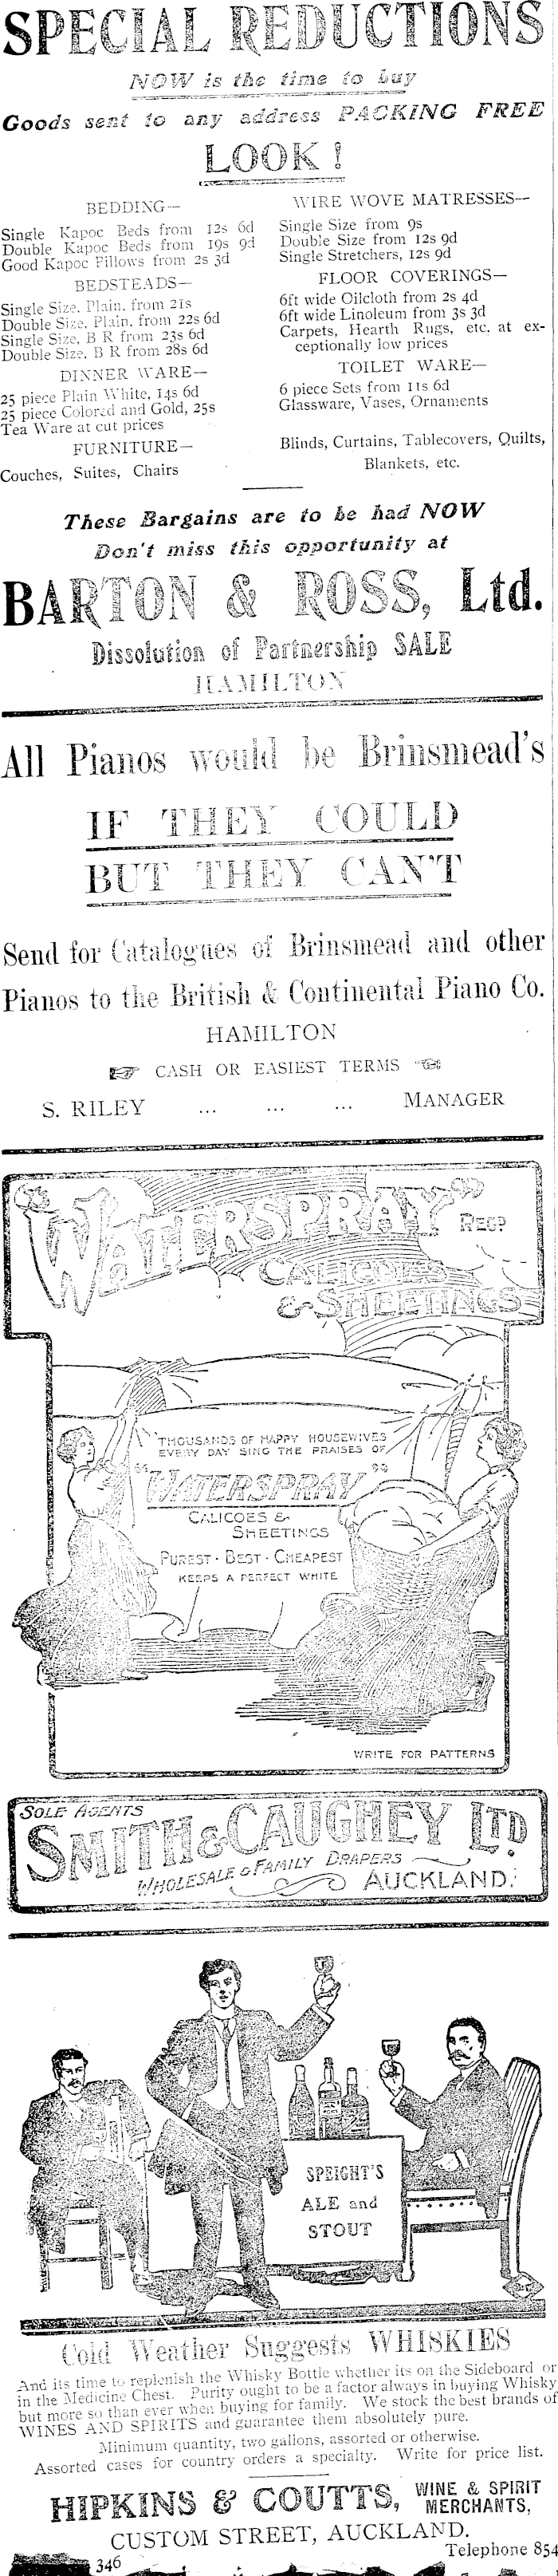 SPECIAL REDUCTIONS
NOW is the time to buy
Goods sent to any address PACKING FREE
LOOK !
BEDDING—
Single Kapoc Beds from 12s 6d
Double Kapoc Beds from 19s 9d
Good Kapoc Pillows from 2s 3d
BEDSTEADS—
Single Size, Plain, from 21s
Double Size, Plain, from 22s 6d
Single Size, B R from 23s 6d
Double Size, B R from 28s 6d
DINNER WARE—
25 piece Plain White, 14s 6d
25 piece Colored and Gold, 25s
Tea Ware at cut prices
FURNITURE—
Couches, Suites, Chairs
WIRE WOVE MATRESSES—
Single Size from 9s
Double Size from 12s 9d
Single Stretchers, 12s 9d
FLOOR COVERINGS—
6ft wide Oilcloth from 2s 4d
6ft wide Linoleum from 3s 3d
Carpets, Hearth Rugs, etc. at ex-
ceptionally low prices
TOILET WARE—
6 piece Sets from 11s 6d
Glassware, Vases, Ornaments
Blinds, Curtains, Tablecovers, Quilts,
Blankets, etc.
These Bargains are to be had NOW
Don't miss this opportunity at
BARTON & ROSS, Ltd.
Dissolution of Partnership SALE
HAMILTON
All Pianos would be Brinsmead's
IF THEY COULD
BUT THEY CAN'T
Send for Catalogues of Brinsmead and other
Pianos to the British & Continental Piano Co.
HAMILTON
CASH OR EASIEST TERMS
S. RILEY ... ... ... MANAGER
"WATERSPRAY" REGD
CALICOES
& SHEETINGS
THOUSANDS OF HAPPY HOUSEWIVES
EVERY DAY SING THE PRAISES OF
"WATERSPRAY"
CALICOES &
SHEETINGS
PUREST · BEST · CHEAPEST
KEEPS A PERFECT WHITE
WRITE FOR PATTERNS
SOLE AGENTS
SMITH & CAUGHEY LTD.
WHOLESALE & FAMILY DRAPERS
AUCKLAND.
SPEIGHT'S
ALE and
STOUT
Cold Weather Suggests WHISKIES
And its time to replenish the Whisky Bottle whether its on the Sideboard or
in the Medicine Chest. Purity ought to be a factor always in buying Whisky
but more so than ever when buying for family. We stock the best brands of
WINES AND SPIRITS and guarantee them absolutely pure.
Minimum quantity, two gallons, assorted or otherwise.
Assorted cases for country orders a specialty. Write for price list.
HIPKINS & COUTTS, WINE & SPIRIT
MERCHANTS,
CUSTOM STREET, AUCKLAND.
Telephone 854
346